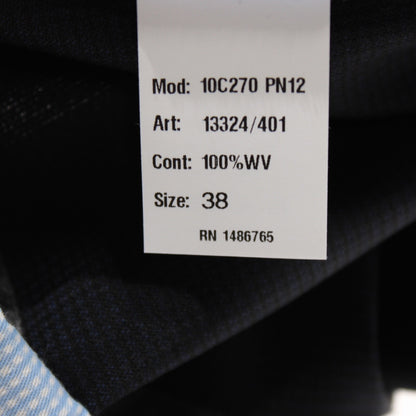 Mod: 10C270 PN12
Art: 13324/401
Cont: 100%WV
Size: 38
RN 1486765